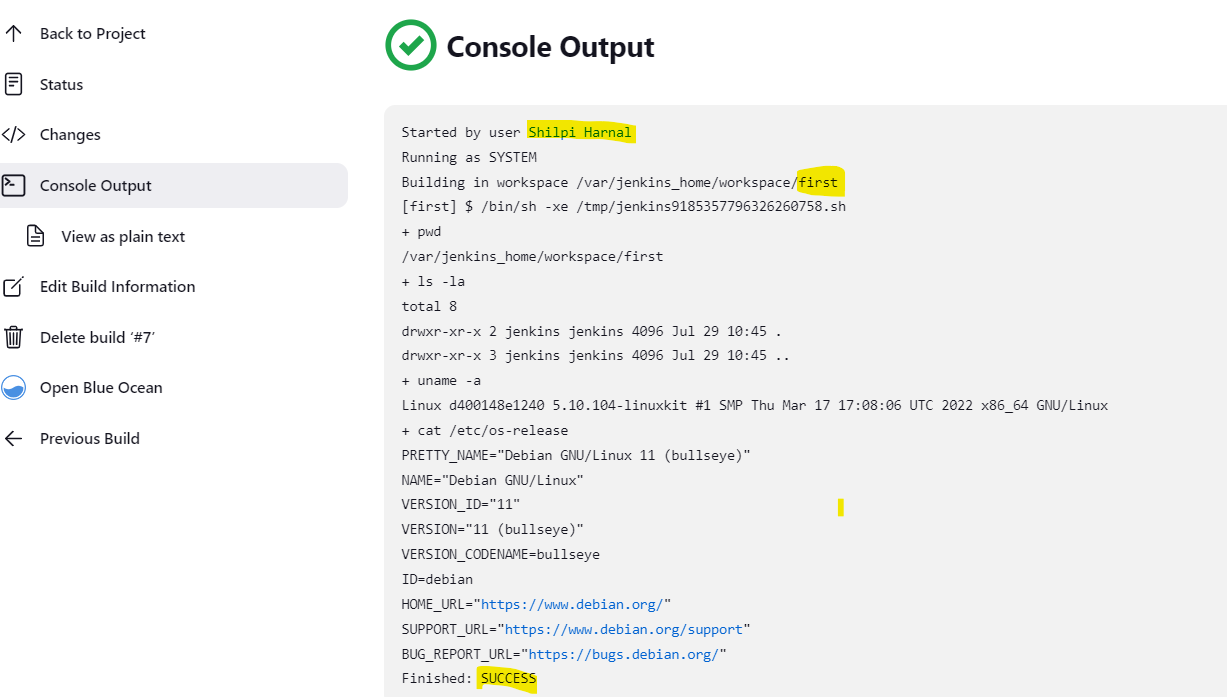 Back to Project
Status
Changes
Console Output
View as plain text
Edit Build Information
Delete build ‘#7’
Open Blue Ocean
Previous Build
Console Output
Started by user Shilpi Harnal
Running as SYSTEM
Building in workspace /var/jenkins_home/workspace/first
[first] $ /bin/sh -xe /tmp/jenkins9185357796326260758.sh
+ pwd
/var/jenkins_home/workspace/first
+ ls -la
total 8
drwxr-xr-x 2 jenkins jenkins 4096 Jul 29 10:45 .
drwxr-xr-x 3 jenkins jenkins 4096 Jul 29 10:45 ..
+ uname -a
Linux d400148e1240 5.10.104-linuxkit #1 SMP Thu Mar 17 17:08:06 UTC 2022 x86_64 GNU/Linux
+ cat /etc/os-release
PRETTY_NAME="Debian GNU/Linux 11 (bullseye)"
NAME="Debian GNU/Linux"
VERSION_ID="11"
VERSION="11 (bullseye)"
VERSION_CODENAME=bullseye
ID=debian
HOME_URL="https://www.debian.org/"
SUPPORT_URL="https://www.debian.org/support"
BUG_REPORT_URL="https://bugs.debian.org/"
Finished: SUCCESS